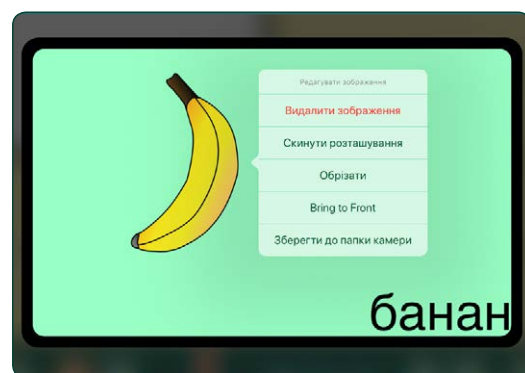 Редагувати зображення
Видалити зображення
Скинути розташування
Обрізати
Bring to Front
Зберегти до папки камери
банан